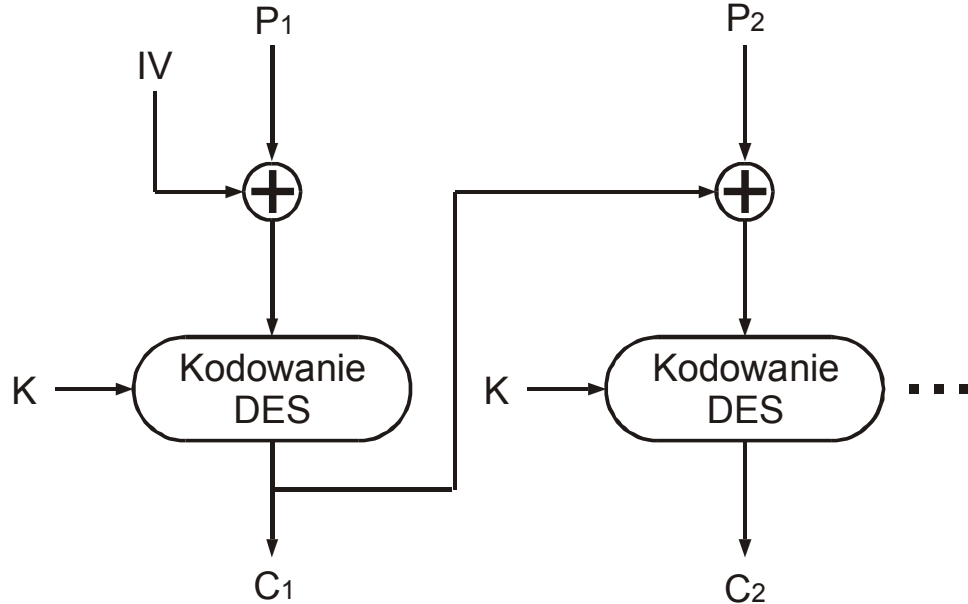 P1
P2
IV
K
Kodowanie
DES
K
Kodowanie
DES
C1
C2